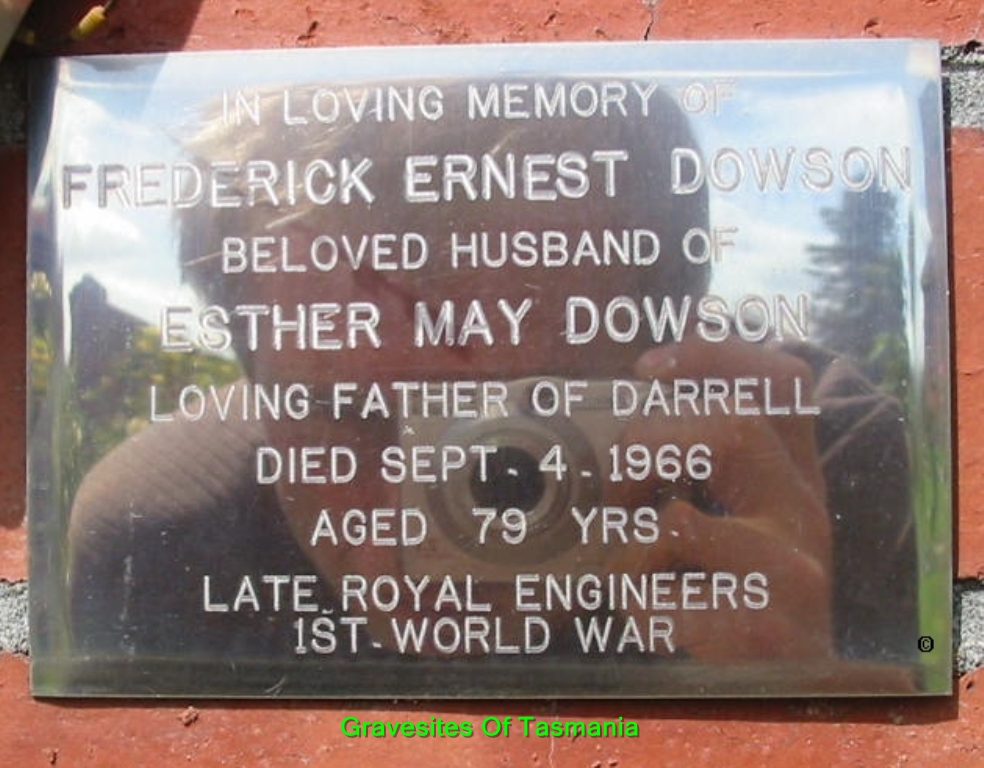 IN LOVING MEMORY OF
FREDERICK ERNEST DOWSON
BELOVED HUSBAND OF
ESTHER MAY DOWSON
LOVING FATHER OF DARRELL
DIED SEPT. 4. 1966
AGED 79 YRS.
LATE ROYAL ENGINEERS
1ST. WORLD WAR
©
Gravesites Of Tasmania